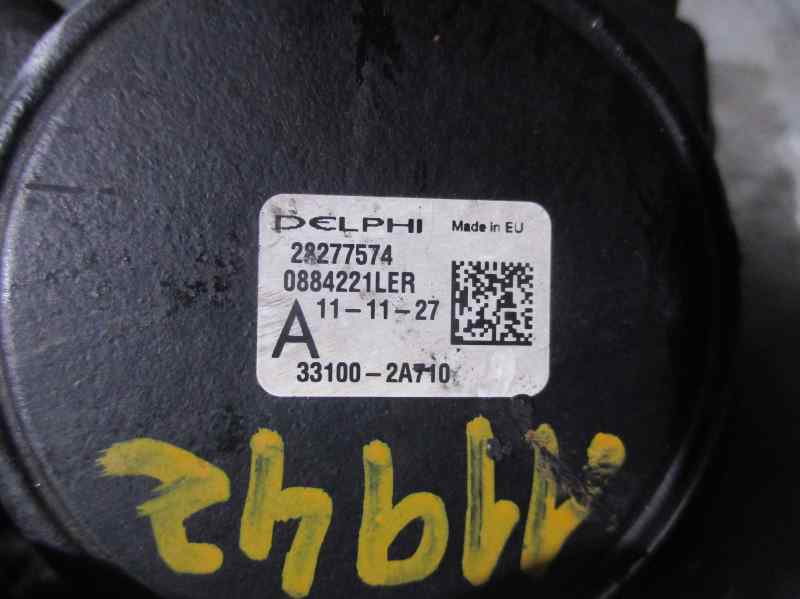 DELPHI Made in EU
28277574
0884221LER
A 11-11-27
33100-2A710
11942